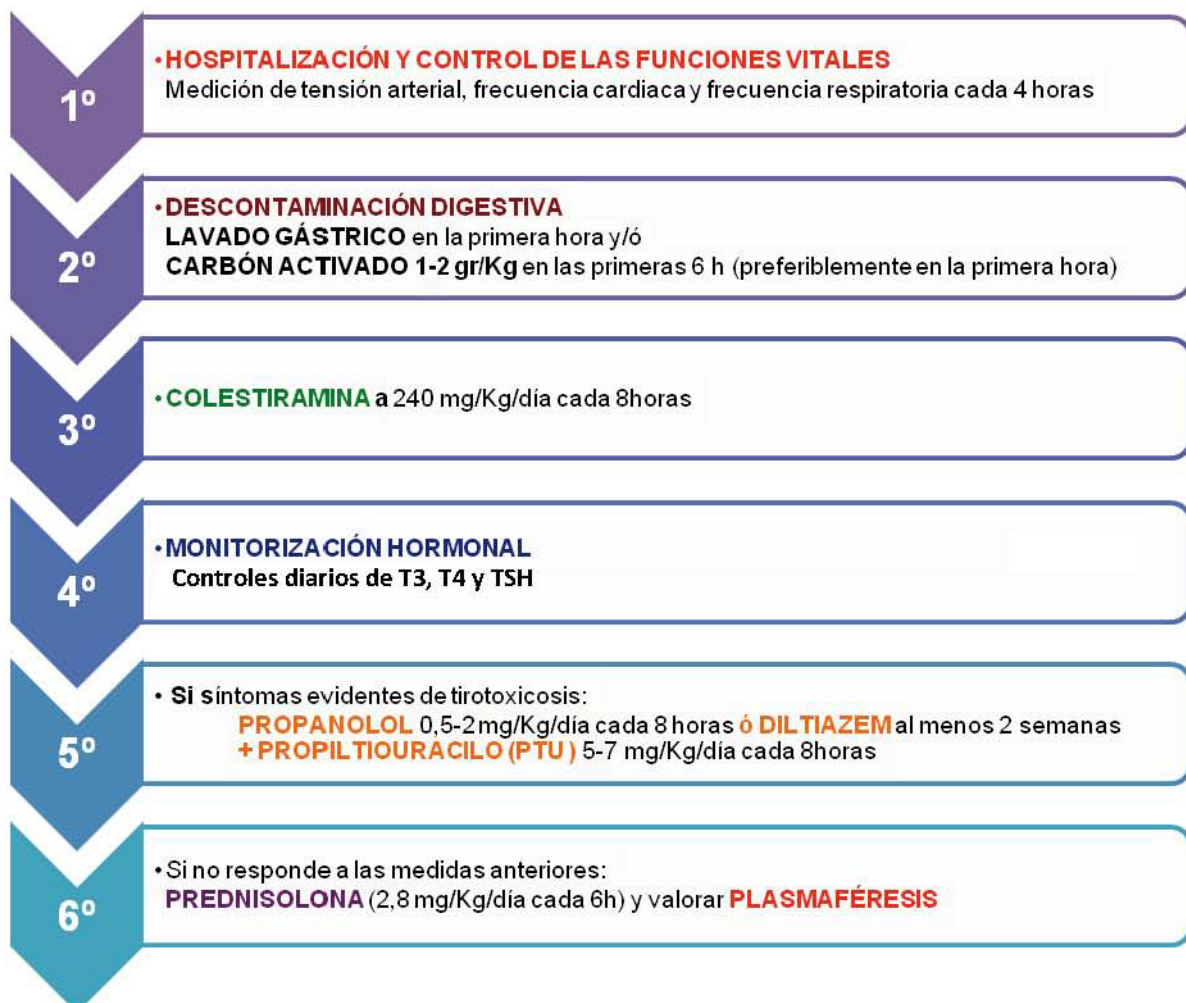 1º
•HOSPITALIZACIÓN Y CONTROL DE LAS FUNCIONES VITALES
Medición de tensión arterial, frecuencia cardiaca y frecuencia respiratoria cada 4 horas
2º
•DESCONTAMINACIÓN DIGESTIVA
LAVADO GÁSTRICO en la primera hora y/ó
CARBÓN ACTIVADO 1-2 gr/Kg en las primeras 6 h (preferiblemente en la primera hora)
3º
•COLESTIRAMINA a 240 mg/Kg/día cada 8horas
4º
•MONITORIZACIÓN HORMONAL
Controles diarios de T3, T4 y TSH
5º
• Si síntomas evidentes de tirotoxicosis:
PROPANOLOL 0,5-2 mg/Kg/día cada 8 horas ó DILTIAZEM al menos 2 semanas
+ PROPILTIOURACILO (PTU) 5-7 mg/Kg/día cada 8horas
6º
•Si no responde a las medidas anteriores:
PREDNISOLONA (2,8 mg/Kg/día cada 6h) y valorar PLASMAFÉRESIS